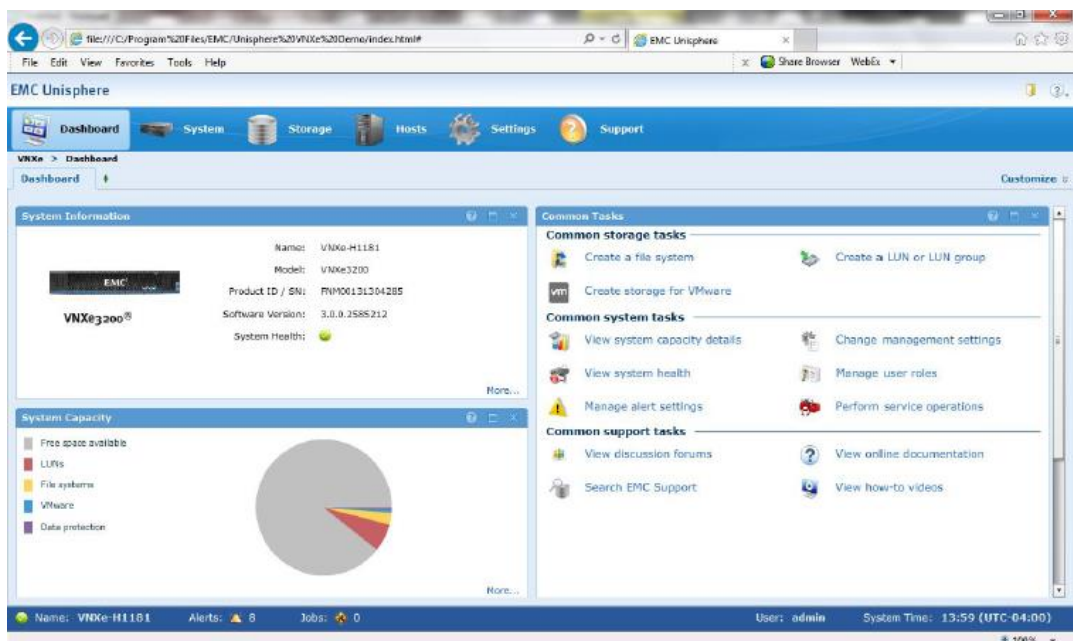 file:///C:/Program%20Files/EMC/Unisphere%20VNXe%20Demo/index.html#
EMC Unisphere
File Edit View Favorites Tools Help
Share Browser WebEx
EMC Unisphere
Dashboard System Storage Hosts Settings Support
VNXe > Dashboard
Dashboard
Customize
System Information
Name: VNXe-H1181
Model: VNXe3200
Product ID / SN: FNM00131304285
Software Version: 3.0.0.2585212
System Health:
EMC
VNXe3200®
More...
System Capacity
Free space available
LUNs
File systems
VMware
Data protection
More...
Common Tasks
Common storage tasks
Create a file system
Create a LUN or LUN group
vm
Create storage for VMware
Common system tasks
View system capacity details
Change management settings
View system health
Manage user roles
Manage alert settings
Perform service operations
Common support tasks
View discussion forums
View online documentation
Search EMC Support
View how-to videos
Name: VNXe-H1181 Alerts: 8 Jobs: 0 User: admin System Time: 13:59 (UTC-04:00)
100%